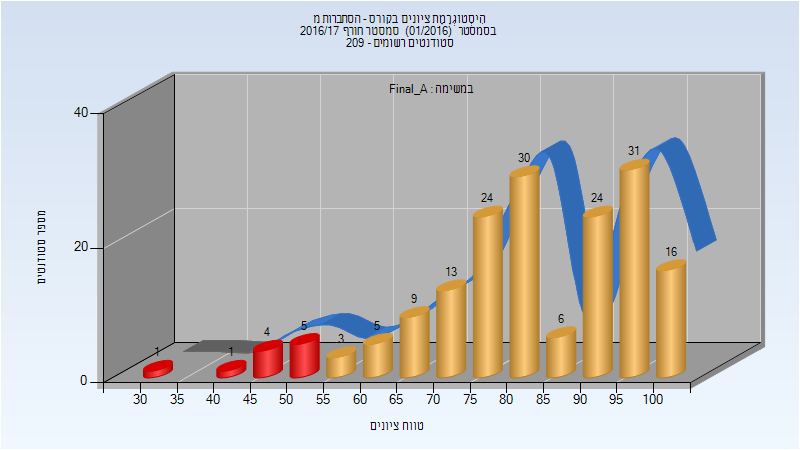 היסטוגרמת ציונים בקורס - הסתברות מ
בסמסטר (01/2016) סמסטר חורף 2016/17
סטודנטים רשומים - 209
במשימה : Final_A
מספר סטודנטים
40
20
0
1
1
4
5
3
5
9
13
24
30
6
24
31
16
30 35 40 45 50 55 60 65 70 75 80 85 90 95 100
טווח ציונים